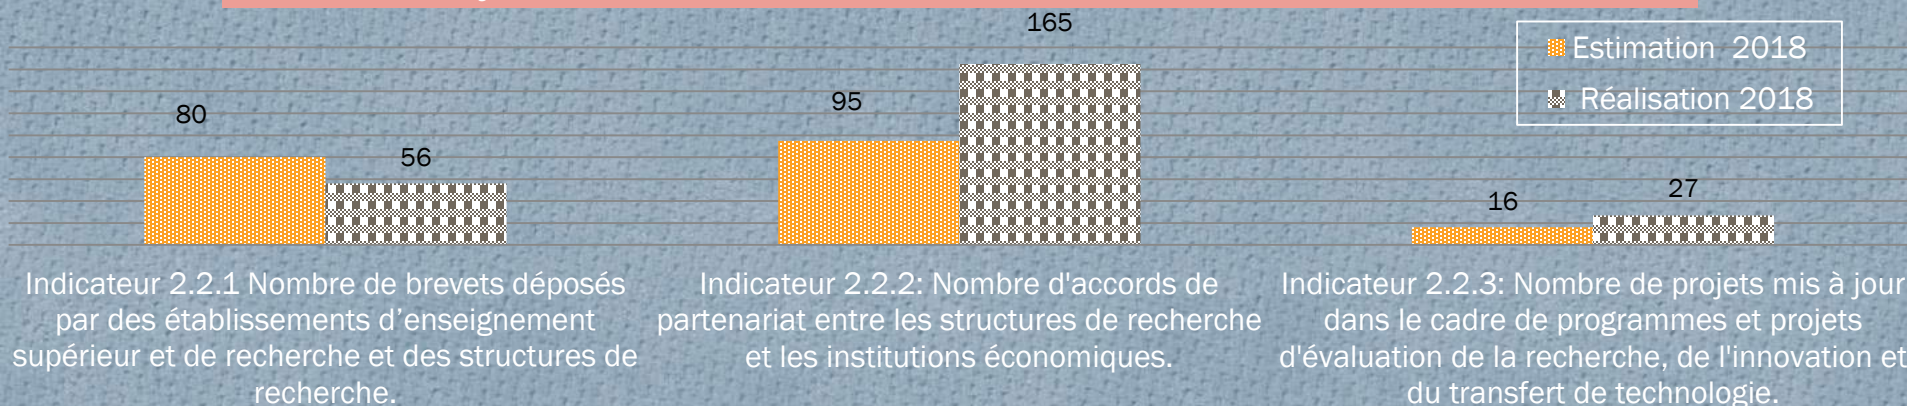 165
Estimation 2018
Réalisation 2018
80
95
56
16
27
Indicateur 2.2.1 Nombre de brevets déposés
par des établissements d’enseignement
supérieur et de recherche et des structures de
recherche.
Indicateur 2.2.2: Nombre d'accords de
partenariat entre les structures de recherche
et les institutions économiques.
Indicateur 2.2.3: Nombre de projets mis à jour
dans le cadre de programmes et projets
d'évaluation de la recherche, de l'innovation et
du transfert de technologie.